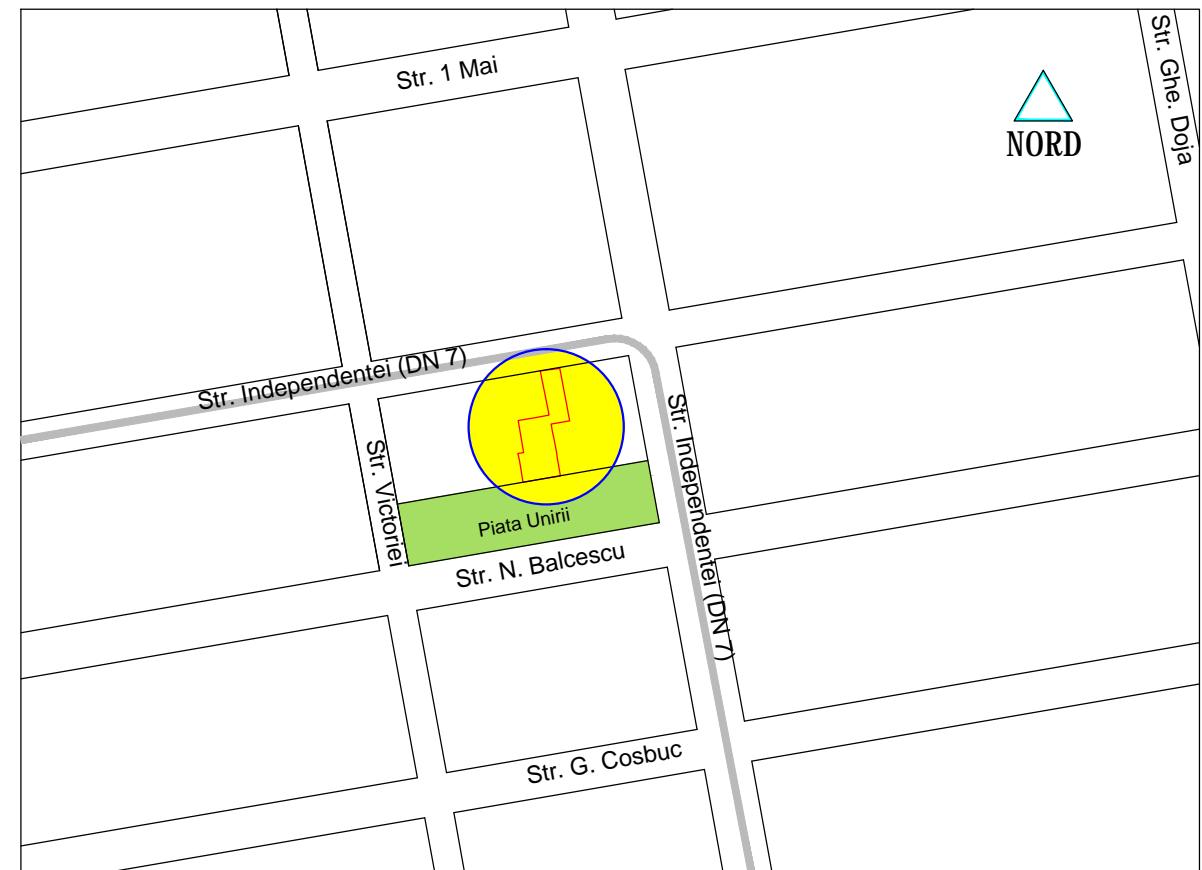 Str. 1 Mai
Str. Ghe. Doja
NORD
Str. Independentei (DN 7)
Str. Independentei (DN 7)
Str. Victoriei
Piata Unirii
Str. N. Balcescu
Str. G. Cosbuc